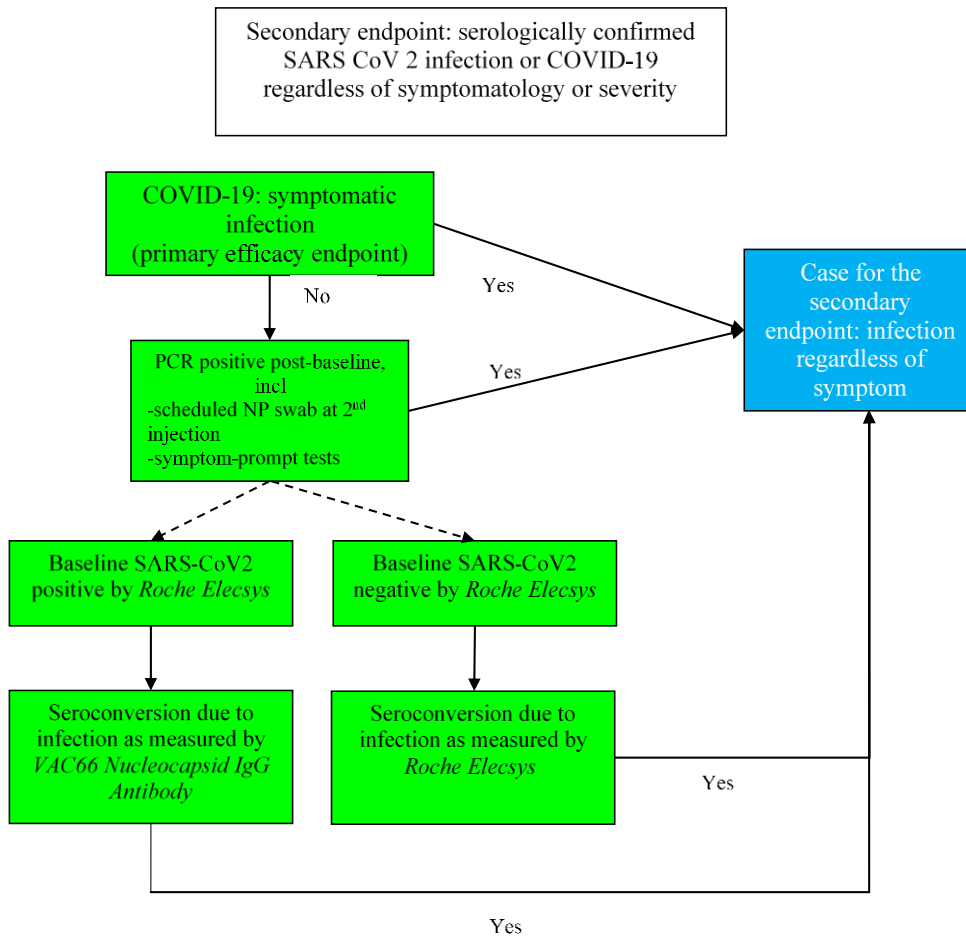 Secondary endpoint: serologically confirmed
SARS CoV 2 infection or COVID-19
regardless of symptomatology or severity
COVID-19: symptomatic
infection
(primary efficacy endpoint)
Yes
No
Case for the
secondary
endpoint: infection
regardless of
symptom
PCR positive post-baseline,
incl
-scheduled NP swab at 2nd
injection
-symptom-prompt tests
Yes
Baseline SARS-CoV2
positive by Roche Elecsys
Baseline SARS-CoV2
negative by Roche Elecsys
Seroconversion due to
infection as measured by
VAC66 Nucleocapsid IgG
Antibody
Seroconversion due to
infection as measured by
Roche Elecsys
Yes
Yes